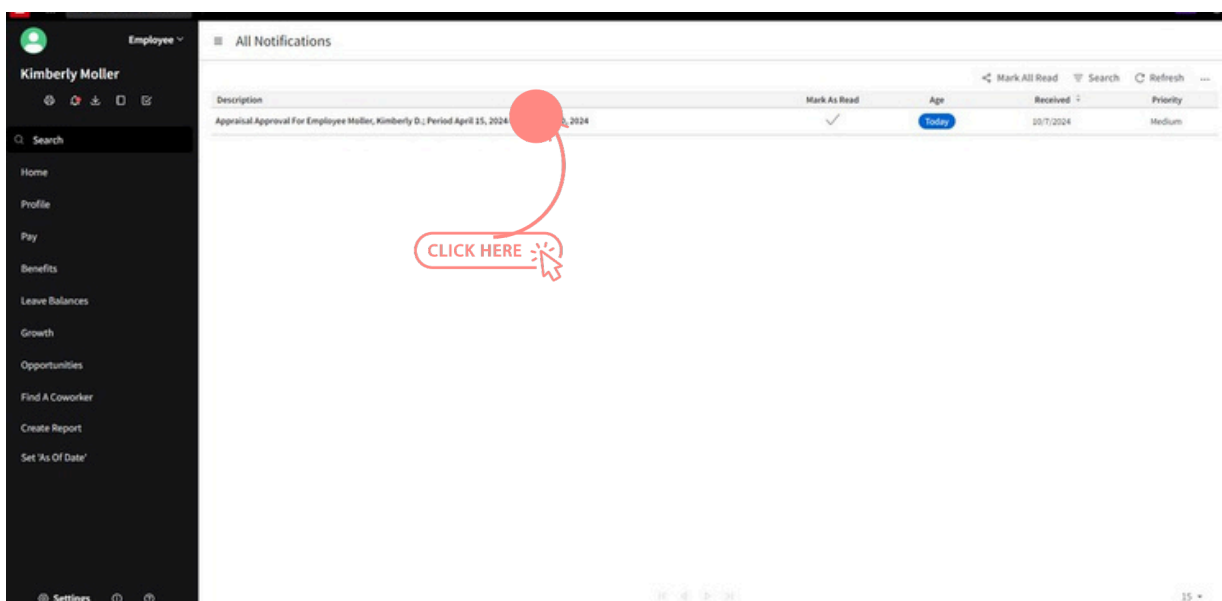 Employee
All Notifications
Kimberly Moller
Mark All Read Search Refresh ...
Description Mark As Read Age Received Priority
Appraisal Approval For Employee Moller, Kimberly D.; Period April 15, 2024 , 2024 Today 10/7/2024 Medium
Search
Home
Profile
Pay
CLICK HERE
Benefits
Leave Balances
Growth
Opportunities
Find A Coworker
Create Report
Set 'As Of Date'
Settings 15